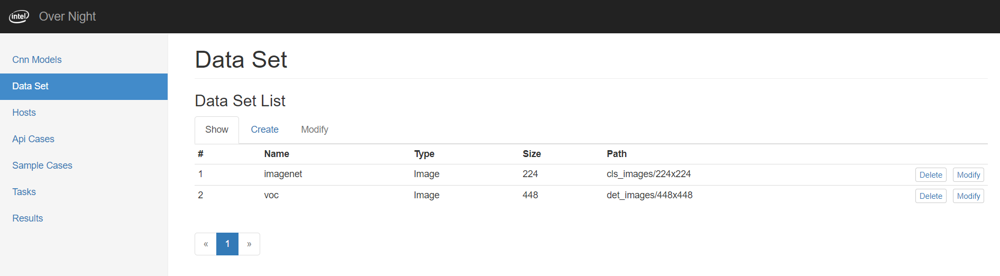 intel Over Night
Cnn Models
Data Set
Hosts
Api Cases
Sample Cases
Tasks
Results
Data Set
Data Set List
Show Create Modify
# Name Type Size Path
1 imagenet Image 224 cls_images/224x224 Delete Modify
2 voc Image 448 det_images/448x448 Delete Modify
« 1 »